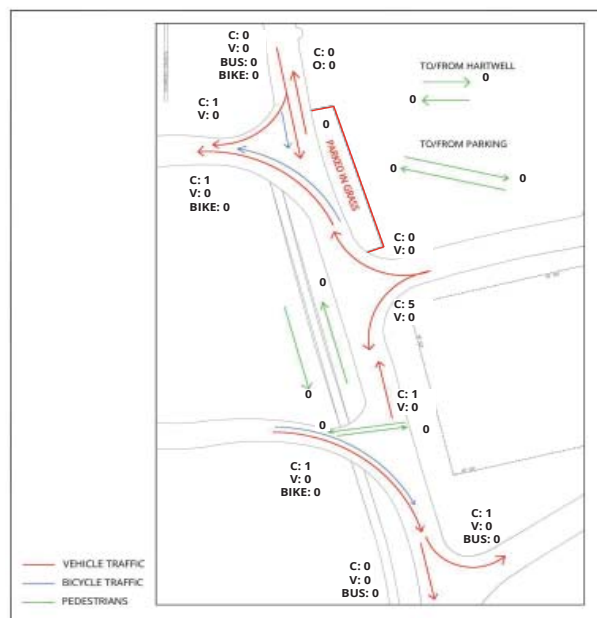 C: 0
V: 0
BUS: 0
BIKE: 0
C: 0
O: 0
TO/FROM HARTWELL
0
0
C: 1
V: 0
0
PARKED IN GRASS
TO/FROM PARKING
0
0
C: 1
V: 0
BIKE: 0
C: 0
V: 0
0
C: 5
V: 0
0
C: 1
V: 0
0
0
C: 1
V: 0
BIKE: 0
C: 1
V: 0
BUS: 0
C: 0
V: 0
BUS: 0
VEHICLE TRAFFIC
BICYCLE TRAFFIC
PEDESTRIANS